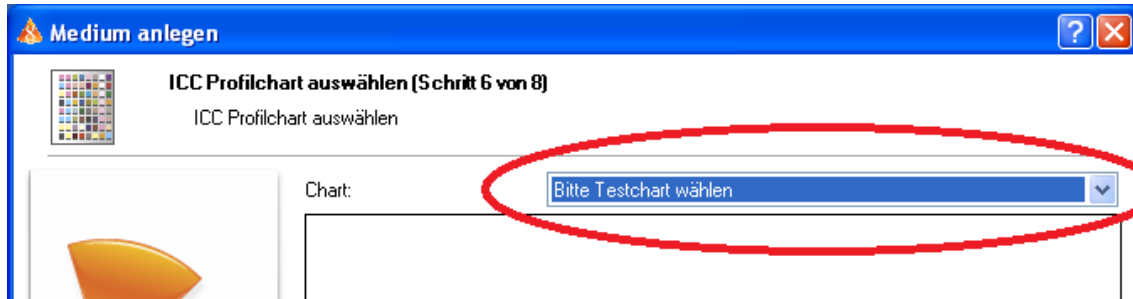 Medium anlegen
ICC Profilchart auswählen (Schritt 6 von 8)
ICC Profilchart auswählen
Chart:
Bitte Testchart wählen